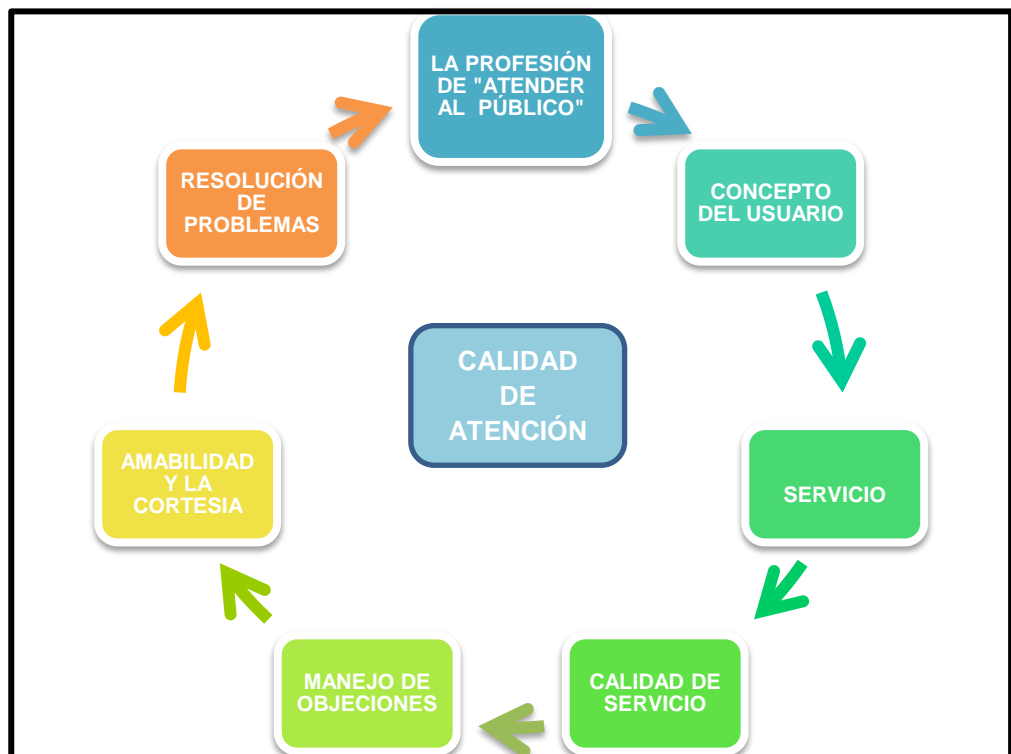 LA PROFESIÓN
DE "ATENDER
AL PÚBLICO"
CONCEPTO
DEL USUARIO
SERVICIO
CALIDAD DE
SERVICIO
MANEJO DE
OBJECIONES
AMABILIDAD
Y LA
CORTESIA
RESOLUCIÓN
DE
PROBLEMAS
CALIDAD
DE
ATENCIÓN